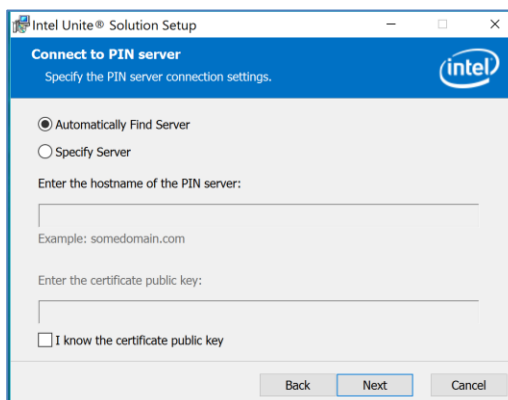 Intel Unite® Solution Setup
Connect to PIN server
Specify the PIN server connection settings.
intel
Automatically Find Server
Specify Server
Enter the hostname of the PIN server:
Example: somedomain.com
Enter the certificate public key:
I know the certificate public key
Back Next Cancel